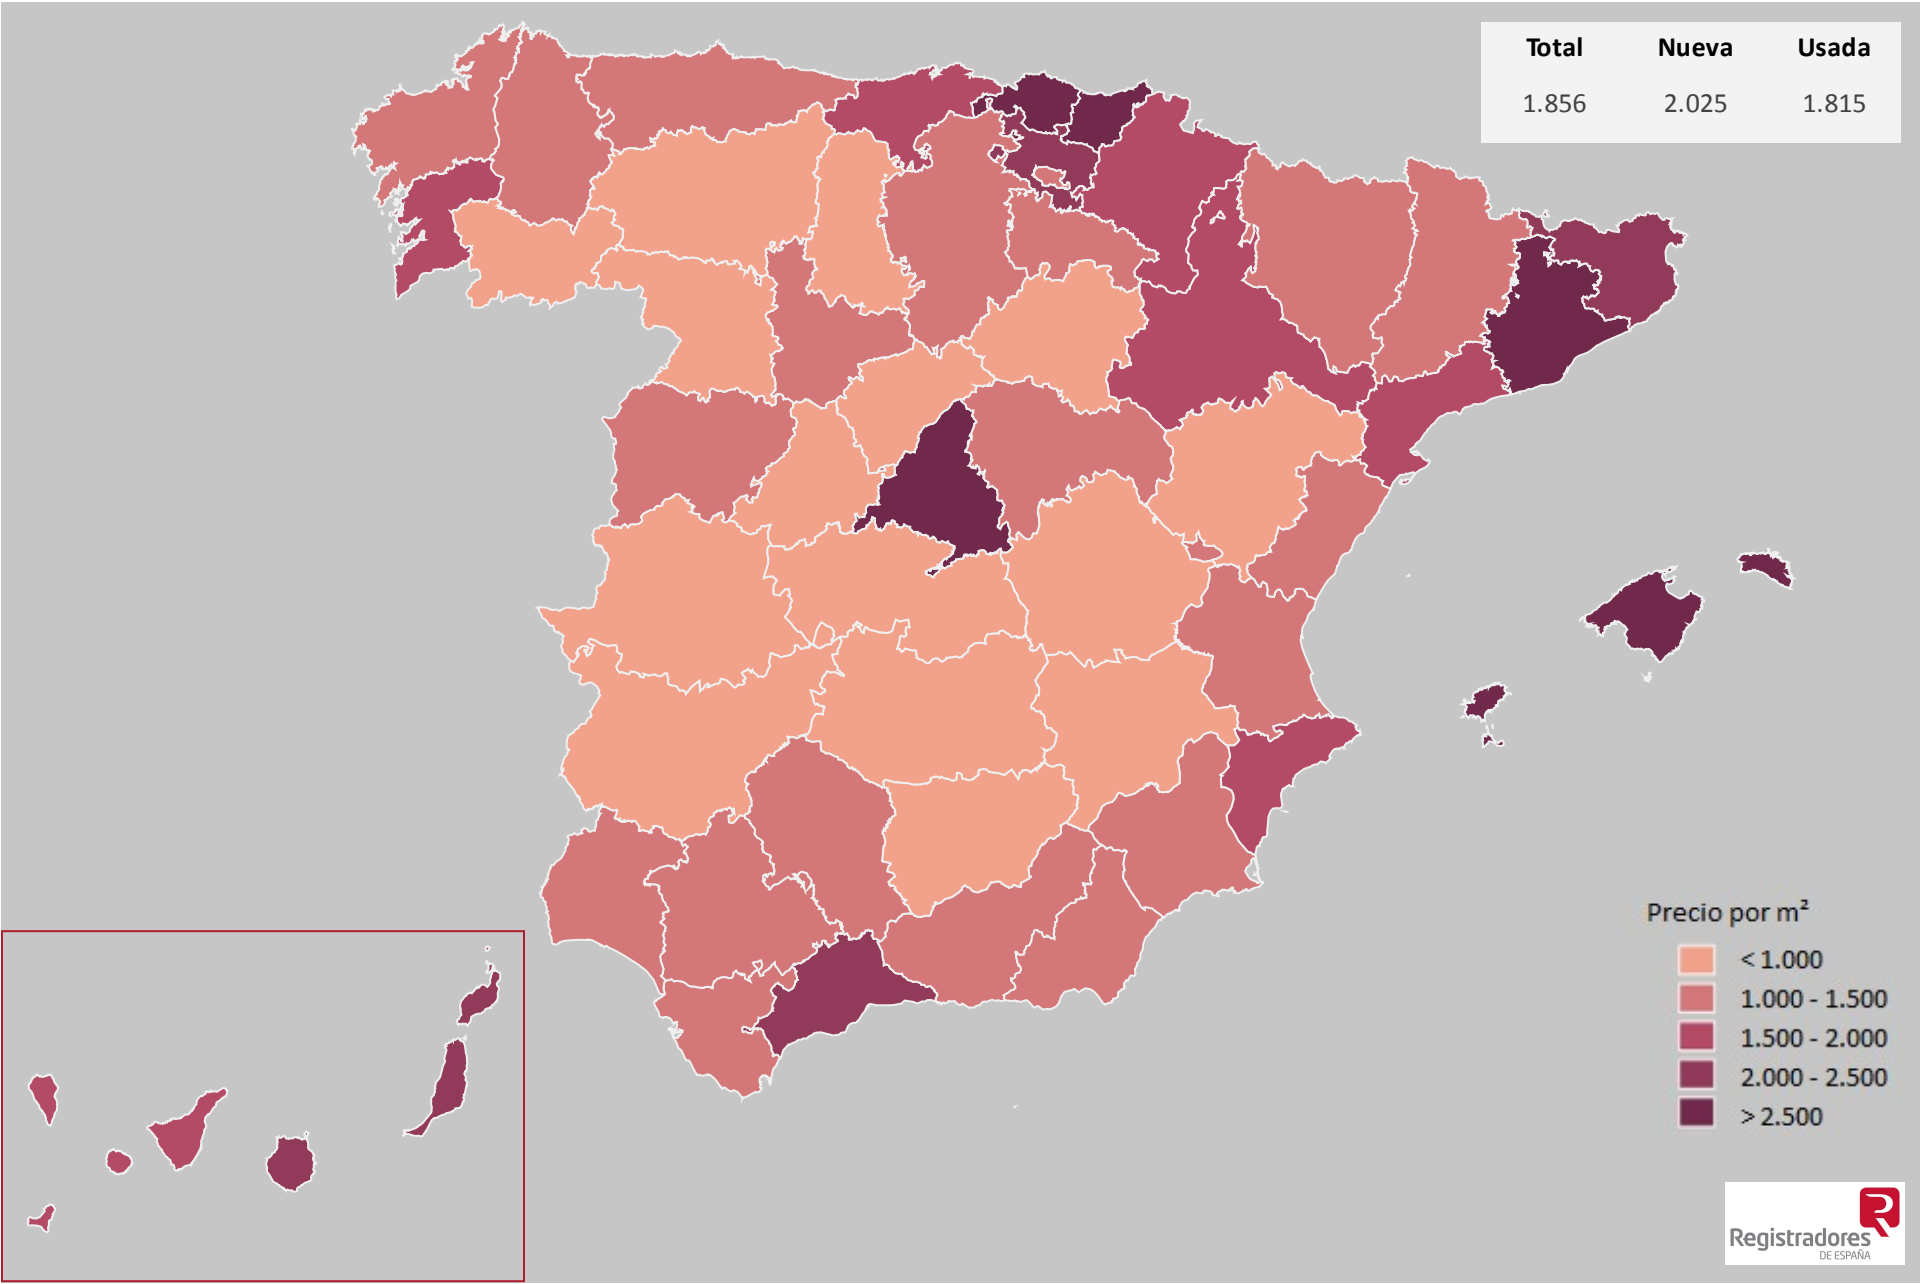 Total Nueva Usada
1.856 2.025 1.815
Precio por m²
< 1.000
1.000 - 1.500
1.500 - 2.000
2.000 - 2.500
> 2.500
Registradores
DE ESPAÑA